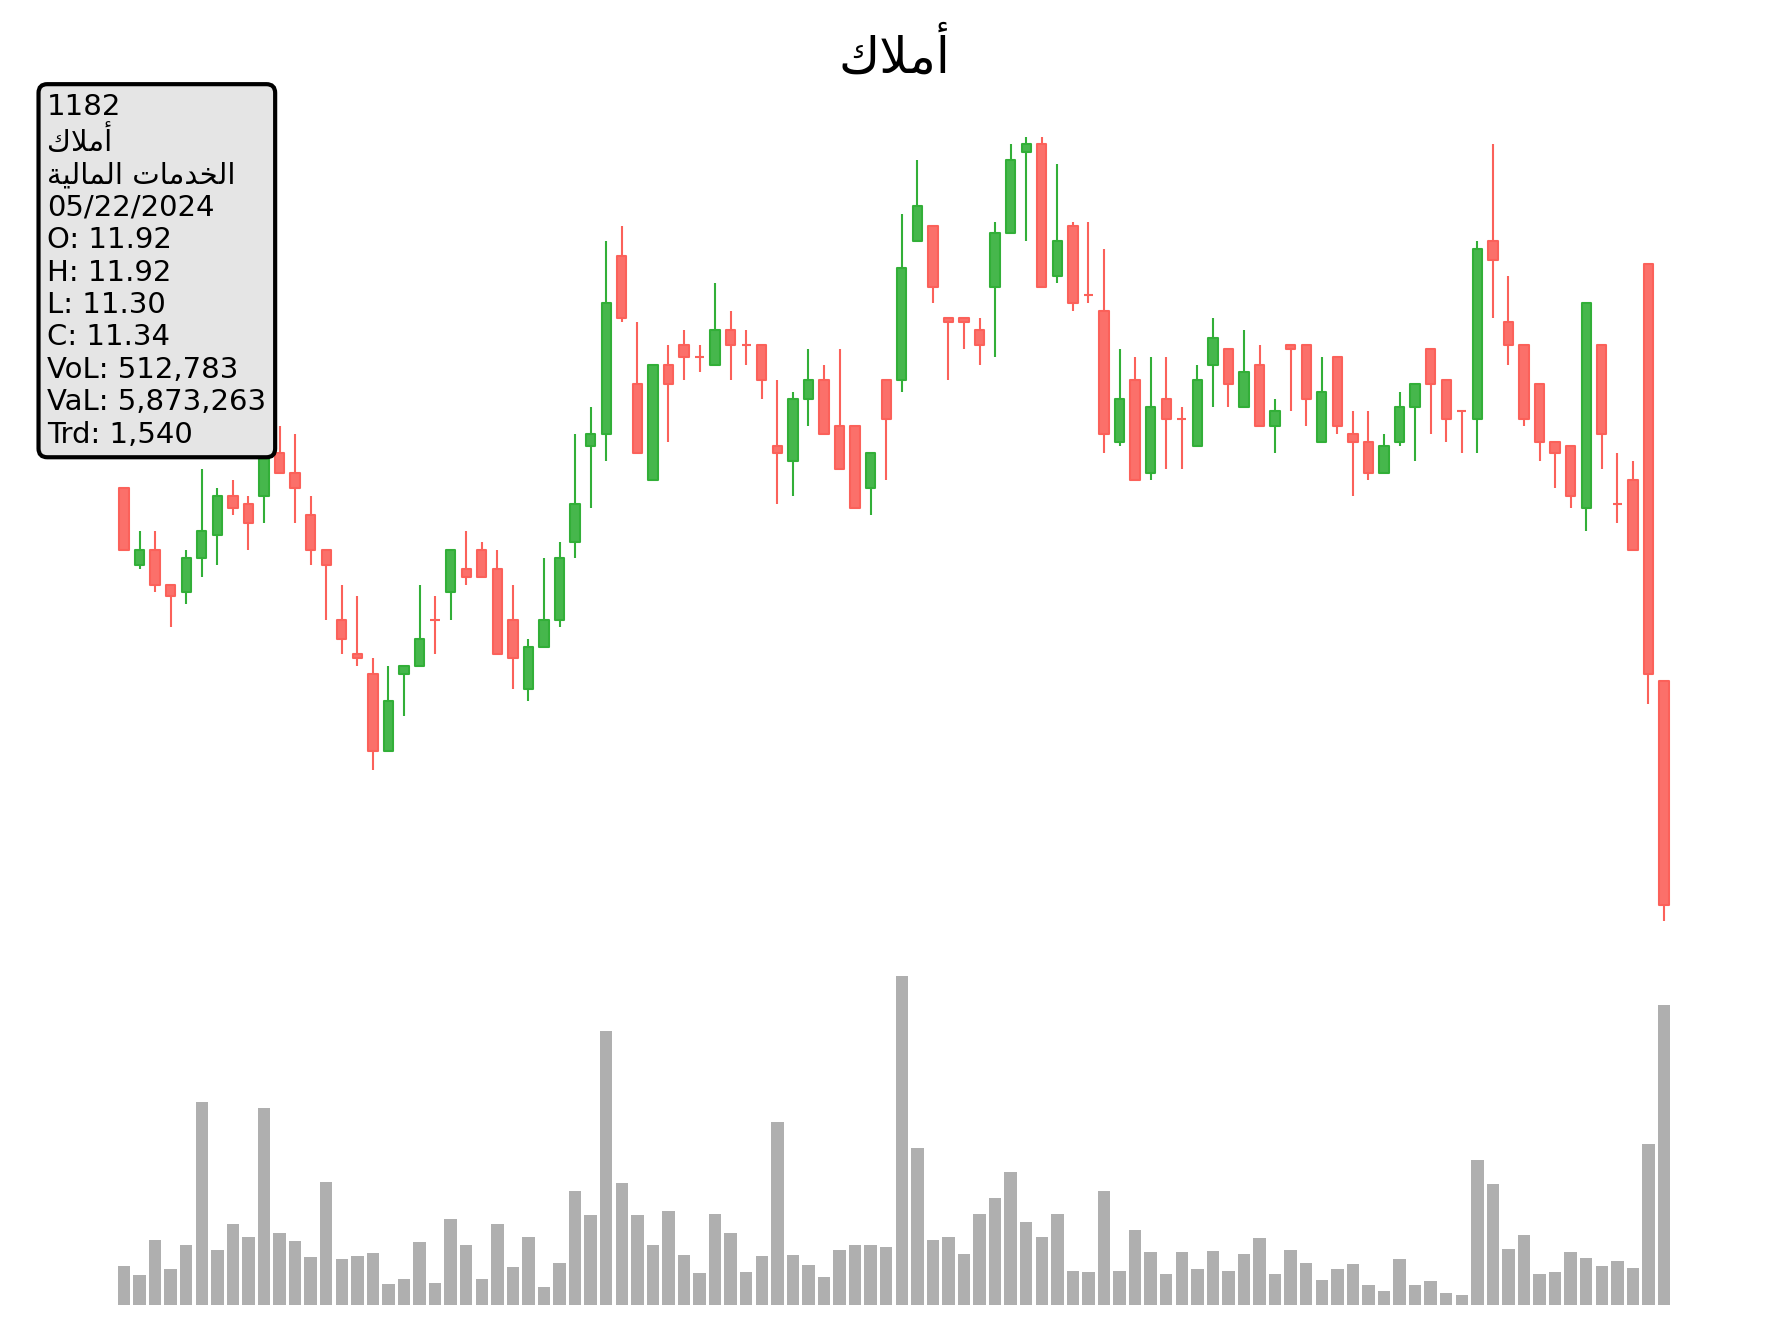 أملاك
1182
أملاك
الخدمات المالية
05/22/2024
O: 11.92
H: 11.92
L: 11.30
C: 11.34
VoL: 512,783
VaL: 5,873,263
Trd: 1,540